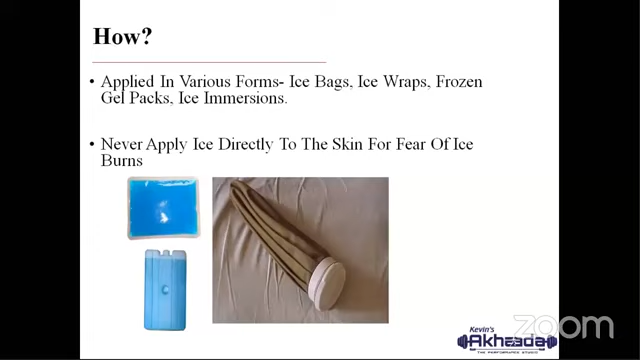 How?
• Applied In Various Forms- Ice Bags, Ice Wraps, Frozen
Gel Packs, Ice Immersions.
• Never Apply Ice Directly To The Skin For Fear Of Ice
Burns
Kevin's
Akhaada
THE PERFORMANCE STUDIO
zoom